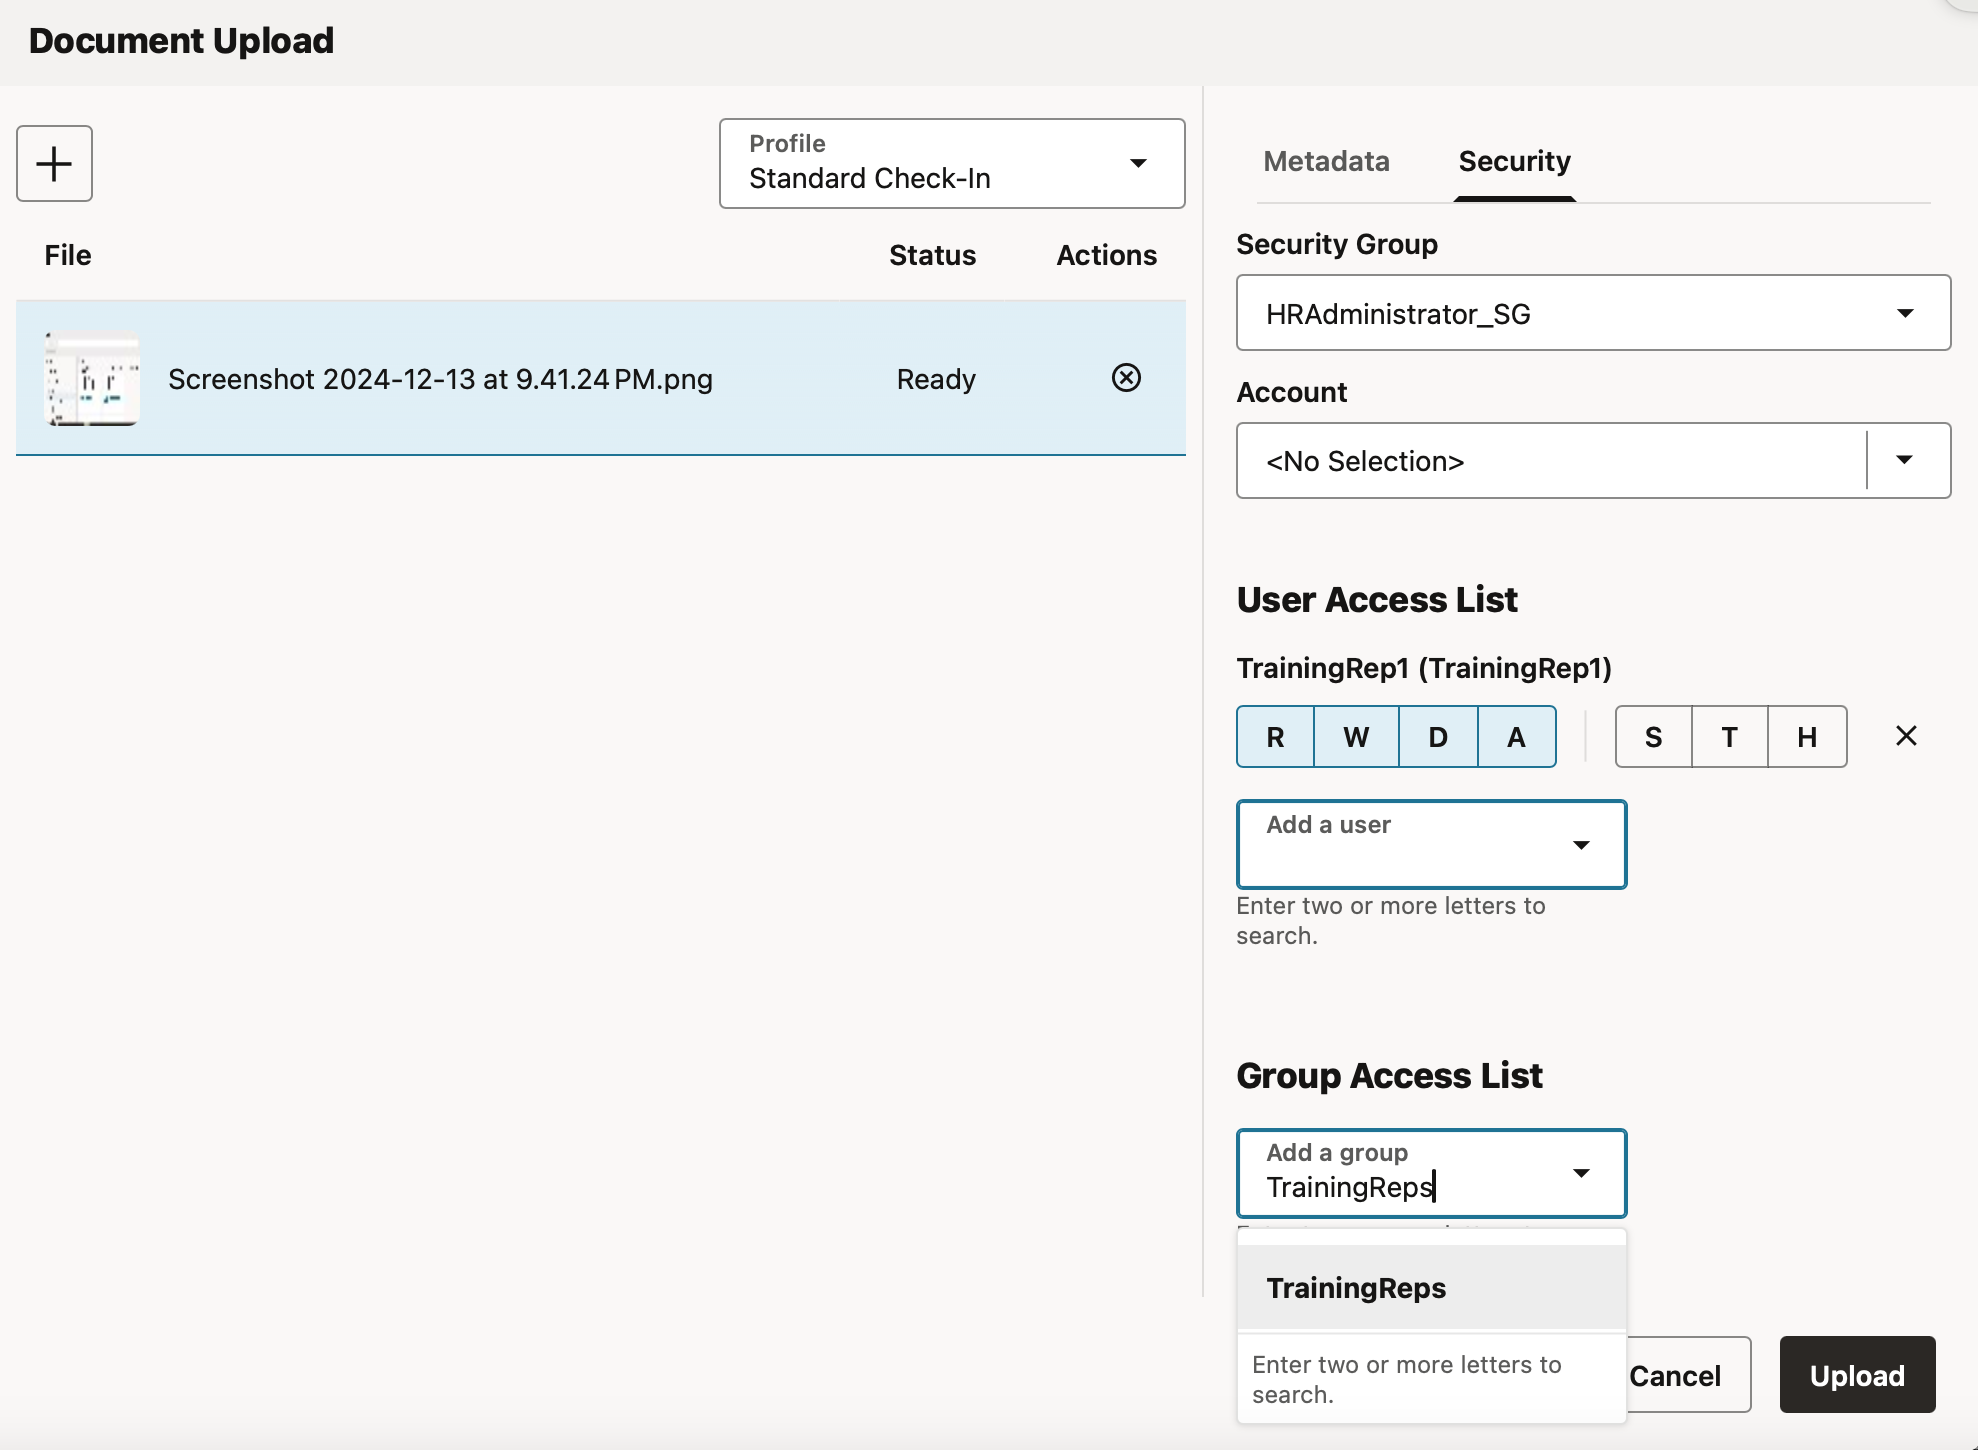 Document Upload
Profile
Standard Check-In
File Status Actions
Screenshot 2024-12-13 at 9.41.24 PM.png Ready
Metadata Security
Security Group
HRAdministrator_SG
Account
<No Selection>
User Access List
TrainingRep1 (TrainingRep1)
R W D A S T H
Add a user
Enter two or more letters to
search.
Group Access List
Add a group
TrainingReps
TrainingReps
Enter two or more letters to
search.
Cancel Upload